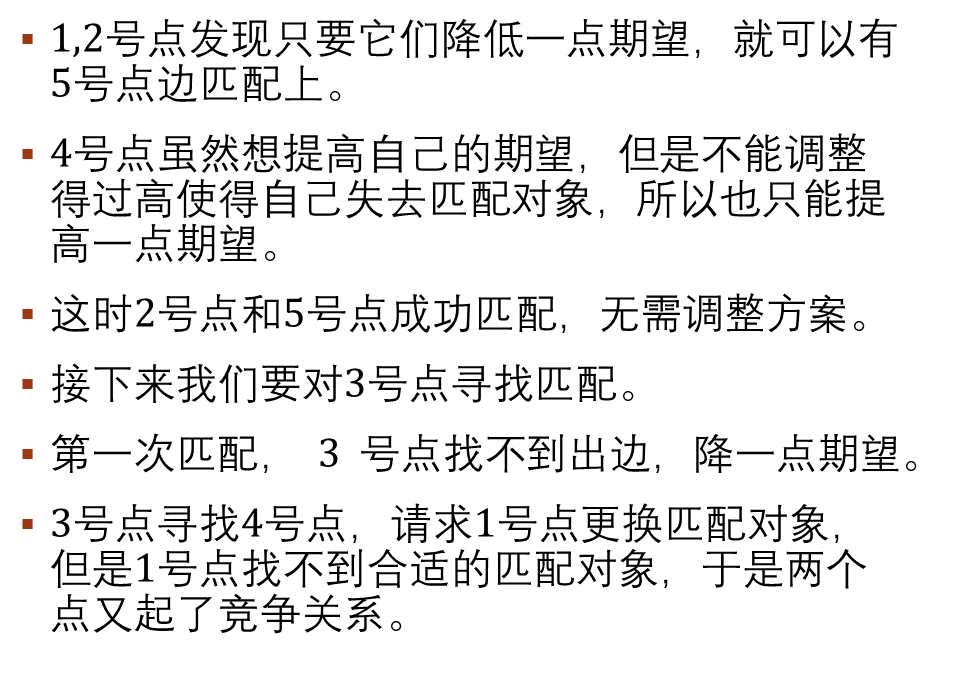 ▪ 1,2号点发现只要它们降低一点期望，就可以有
5号点边匹配上。
▪ 4号点虽然想提高自己的期望，但是不能调整
得过高使得自己失去匹配对象，所以也只能提
高一点期望。
▪ 这时2号点和5号点成功匹配，无需调整方案。
▪ 接下来我们要对3号点寻找匹配。
▪ 第一次匹配， 3 号点找不到出边，降一点期望。
▪ 3号点寻找4号点，请求1号点更换匹配对象，
但是1号点找不到合适的匹配对象，于是两个
点又起了竞争关系。